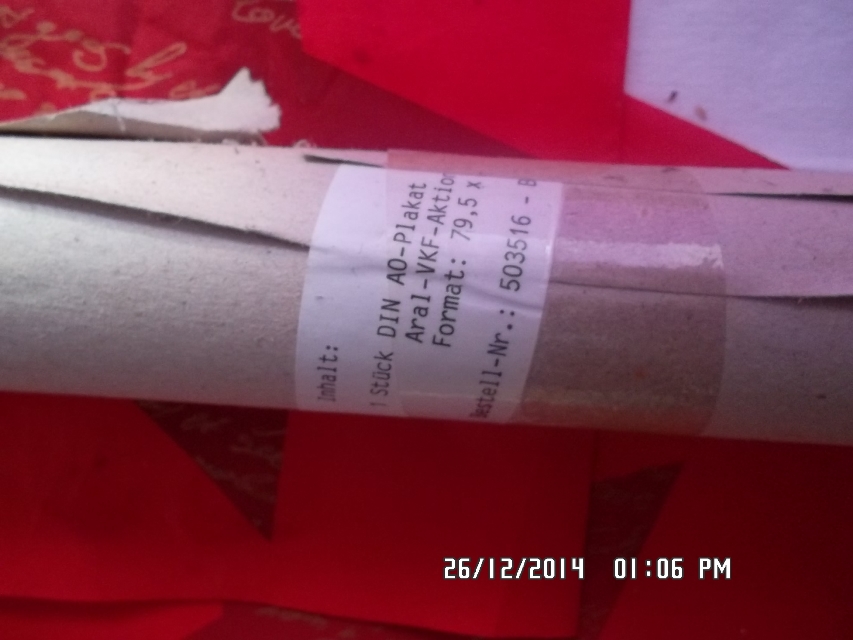 Inhalt:
1 Stück DIN A0-Plakat
Aral-VKF-Aktion
Format: 79,5 x
Bestell-Nr.: 503516 - B
26/12/2014 01:06 PM